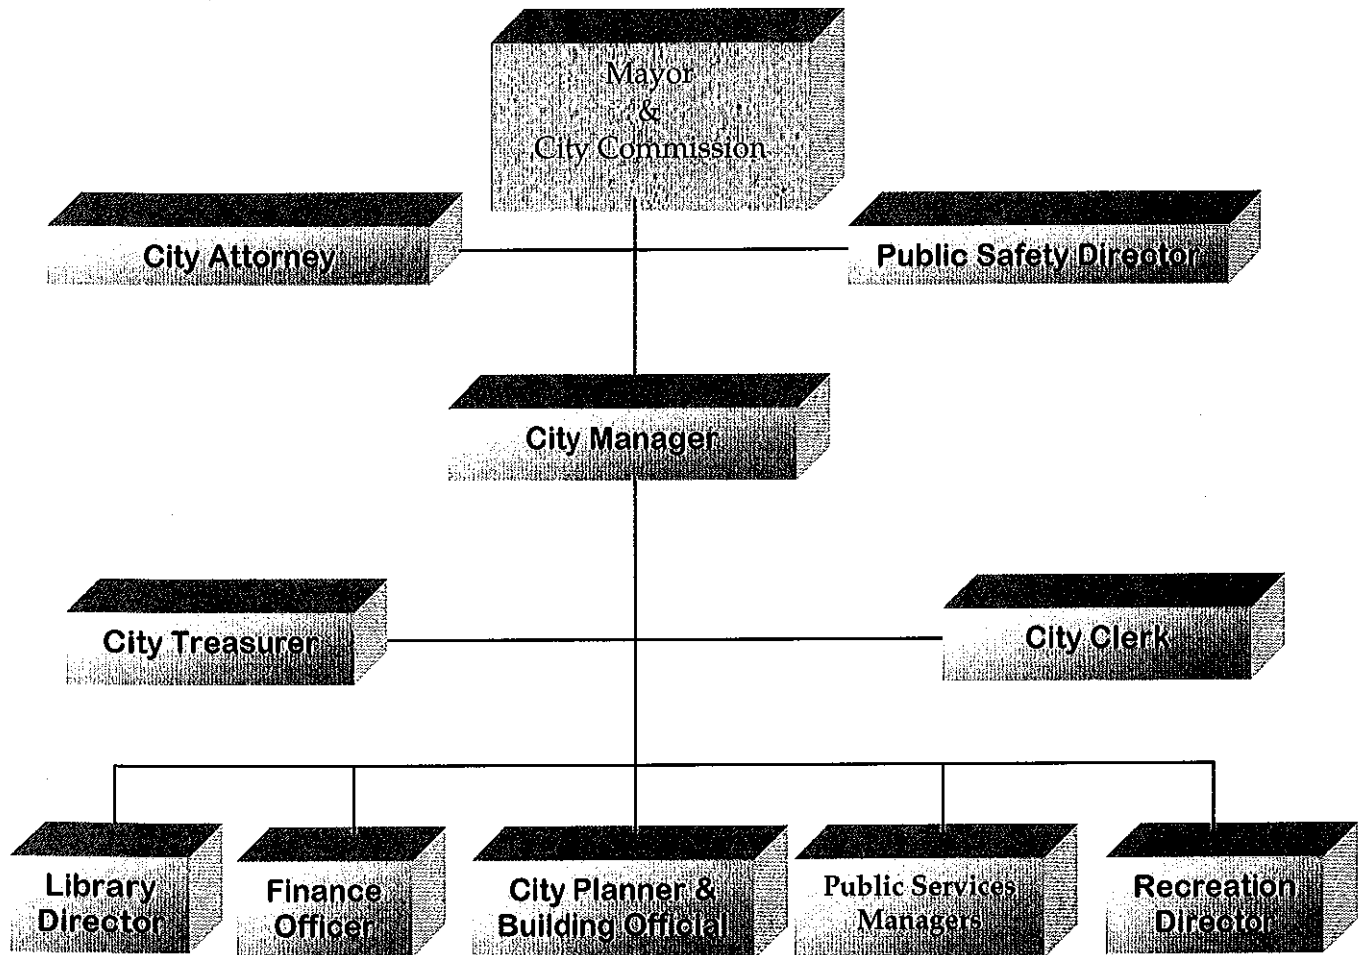 Mayor
&
City Commission
City Attorney
Public Safety Director
City Manager
City Treasurer
City Clerk
Library
Director
Finance
Officer
City Planner &
Building Official
Public Services
Managers
Recreation
Director